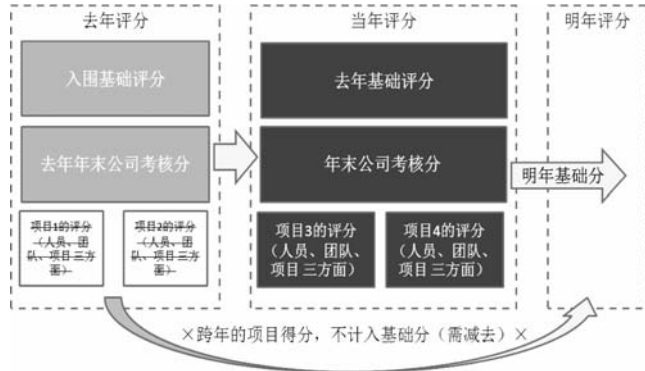 去年评分
当年评分
明年评分
入围基础评分
去年基础评分
去年年末公司考核分
年末公司考核分
明年基础分
项目1的评分
（人员、团
队、项目三方
面）
项目2的评分
（人员、团
队、项目三方
面）
项目3的评分
（人员、团队、
项目三方面）
项目4的评分
（人员、团队、
项目三方面）
×跨年的项目得分，不计入基础分（需减去）×